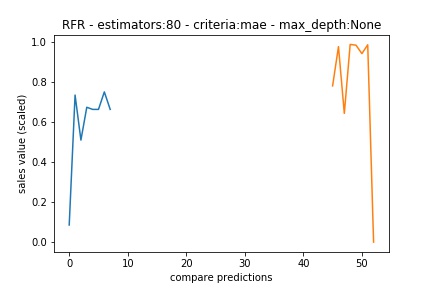 RFR - estimators:80 - criteria:mae - max_depth:None
1.0
0.8
0.6
0.4
0.2
0.0
sales value (scaled)
0 10 20 30 40 50
compare predictions